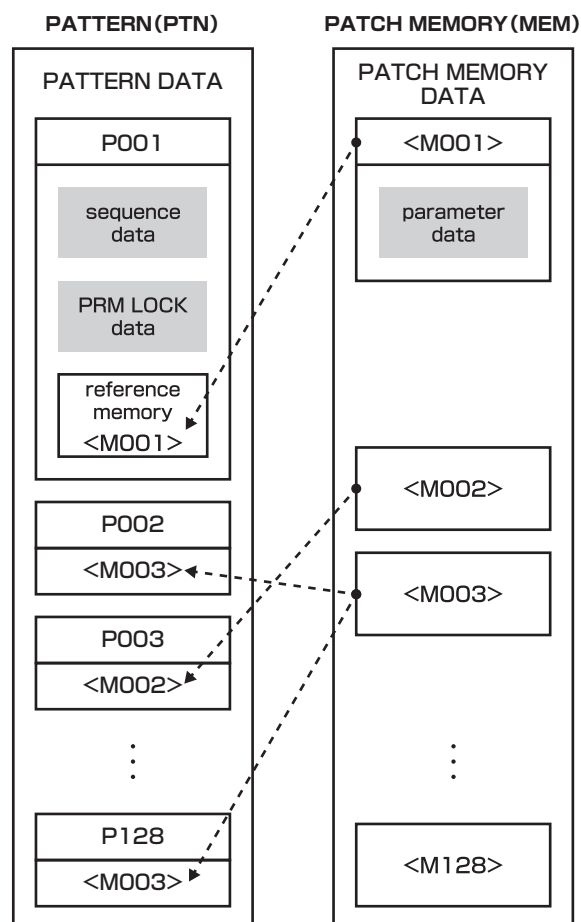 PATTERN(PTN)
PATTERN DATA
P001
sequence
data
PRM LOCK
data
reference
memory
<M001>
P002
<M003>
P003
<M002>
P128
<M003>
PATCH MEMORY(MEM)
PATCH MEMORY
DATA
<M001>
parameter
data
<M002>
<M003>
<M128>